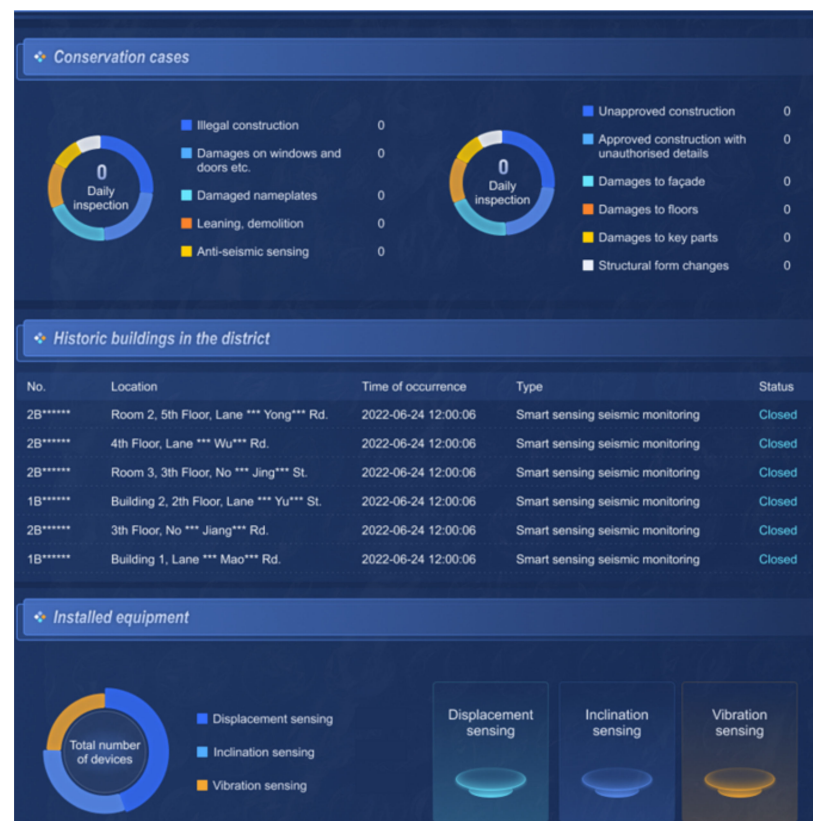 Conservation cases
0
Daily
inspection
Illegal construction 0
Damages on windows and
doors etc. 0
Damaged nameplates 0
Leaning, demolition 0
Anti-seismic sensing 0
0
Daily
inspection
Unapproved construction 0
Approved construction with
unauthorised details 0
Damages to façade 0
Damages to floors 0
Damages to key parts 0
Structural form changes 0
Historic buildings in the district
No. Location Time of occurrence Type Status
2B****** Room 2, 5th Floor, Lane *** Yong*** Rd. 2022-06-24 12:00:06 Smart sensing seismic monitoring Closed
2B****** 4th Floor, Lane *** Wu*** Rd. 2022-06-24 12:00:06 Smart sensing seismic monitoring Closed
2B****** Room 3, 3th Floor, No *** Jing*** St. 2022-06-24 12:00:06 Smart sensing seismic monitoring Closed
1B****** Building 2, 2th Floor, Lane *** Yu*** St. 2022-06-24 12:00:06 Smart sensing seismic monitoring Closed
2B****** 3th Floor, No *** Jiang*** Rd. 2022-06-24 12:00:06 Smart sensing seismic monitoring Closed
1B****** Building 1, Lane *** Mao*** Rd. 2022-06-24 12:00:06 Smart sensing seismic monitoring Closed
Installed equipment
Total number
of devices
Displacement sensing
Inclination sensing
Vibration sensing
Displacement
sensing
Inclination
sensing
Vibration
sensing